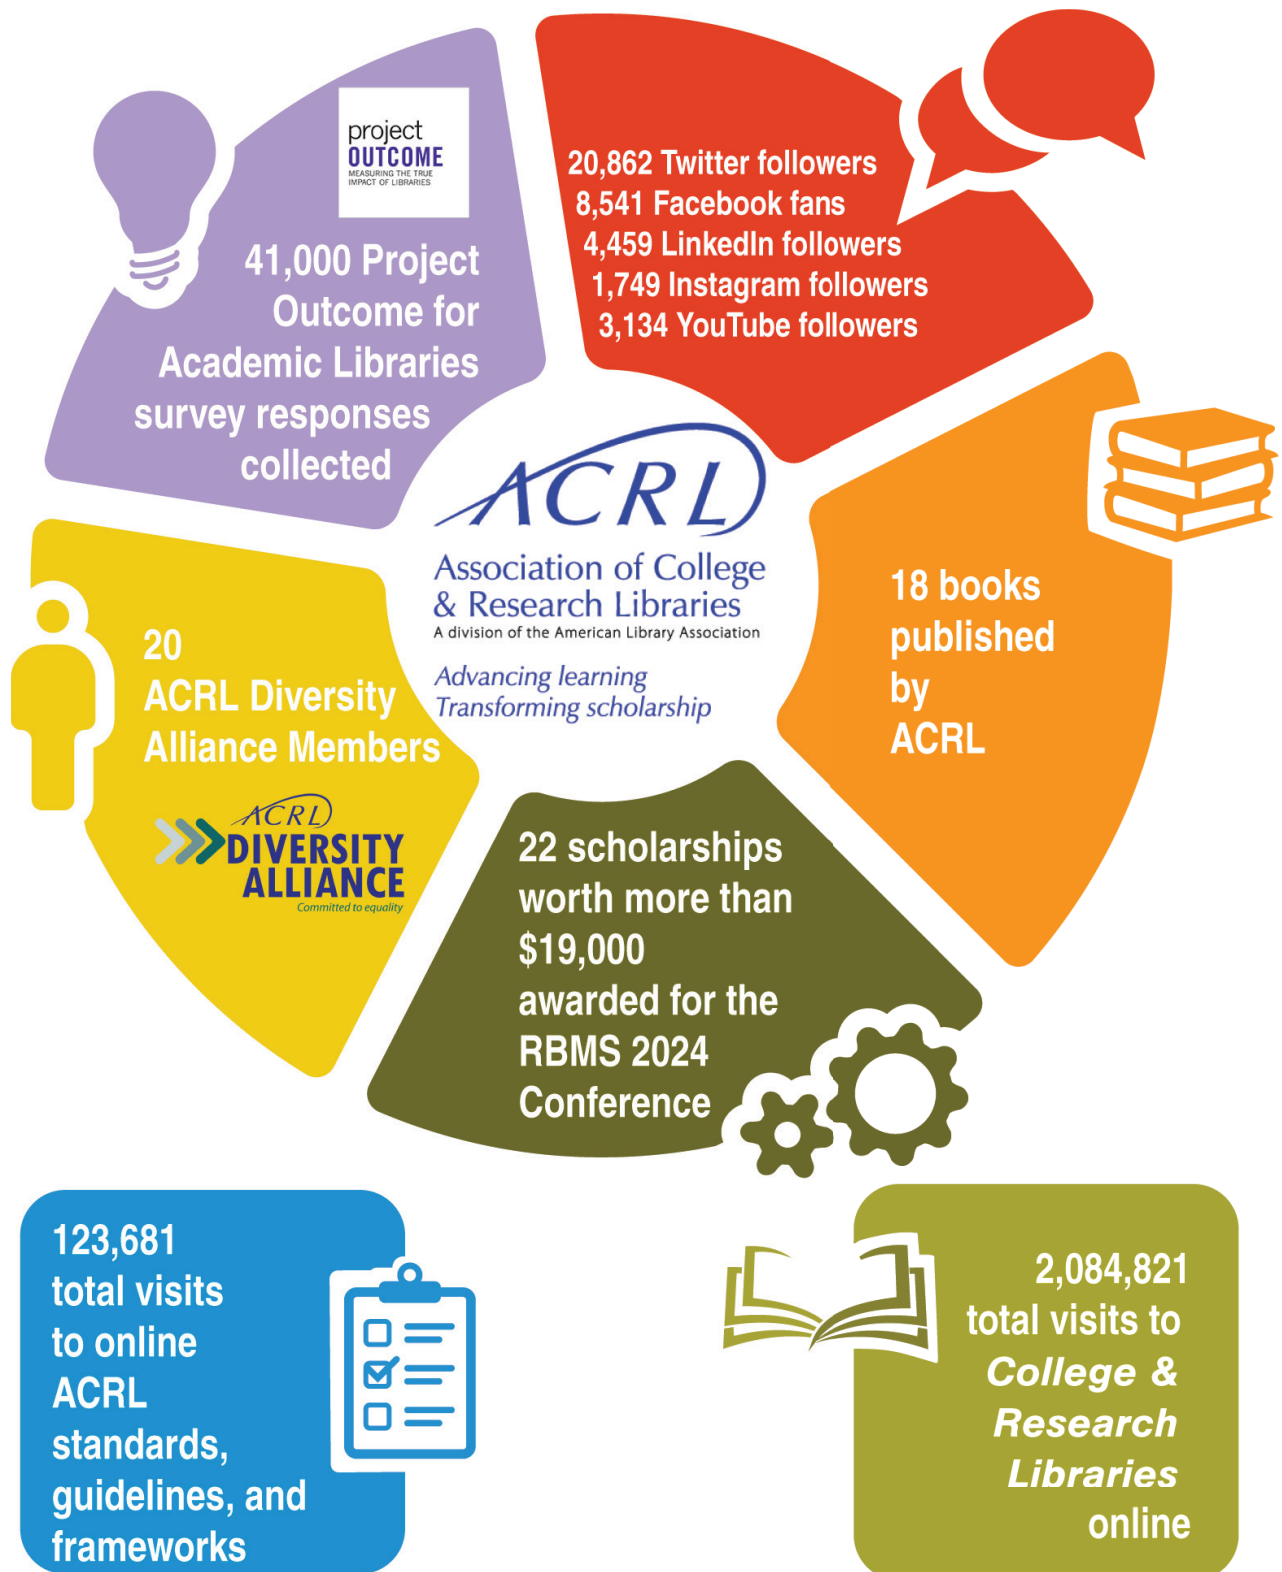 project
OUTCOME
MEASURING THE TRUE
IMPACT OF LIBRARIES
41,000 Project
Outcome for
Academic Libraries
survey responses
collected
20,862 Twitter followers
8,541 Facebook fans
4,459 LinkedIn followers
1,749 Instagram followers
3,134 YouTube followers
ACRL
Association of College
& Research Libraries
A division of the American Library Association
Advancing learning
Transforming scholarship
18 books
published
by
ACRL
20
ACRL Diversity
Alliance Members
ACRL
DIVERSITY
ALLIANCE
Committed to equality
22 scholarships
worth more than
$19,000
awarded for the
RBMS 2024
Conference
123,681
total visits
to online
ACRL
standards,
guidelines, and
frameworks
2,084,821
total visits to
College &
Research
Libraries
online